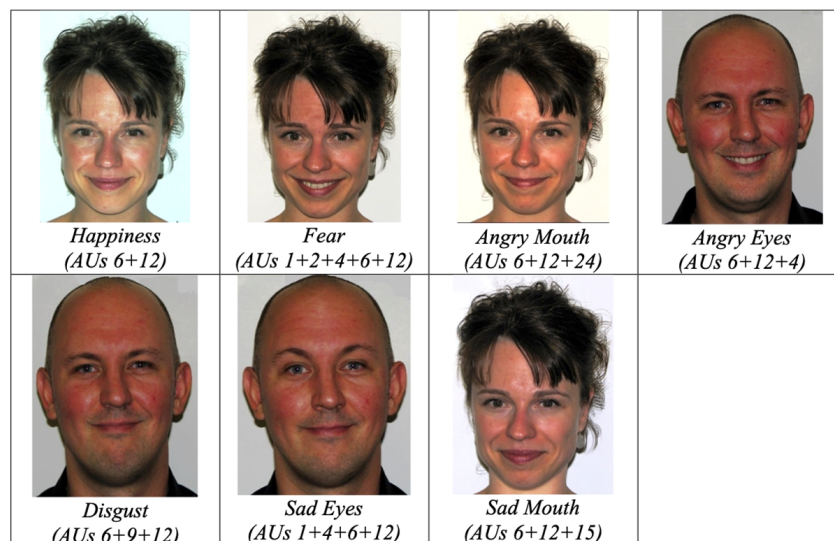 Happiness
(AUs 6+12)
Fear
(AUs 1+2+4+6+12)
Angry Mouth
(AUs 6+12+24)
Angry Eyes
(AUs 6+12+4)
Disgust
(AUs 6+9+12)
Sad Eyes
(AUs 1+4+6+12)
Sad Mouth
(AUs 6+12+15)